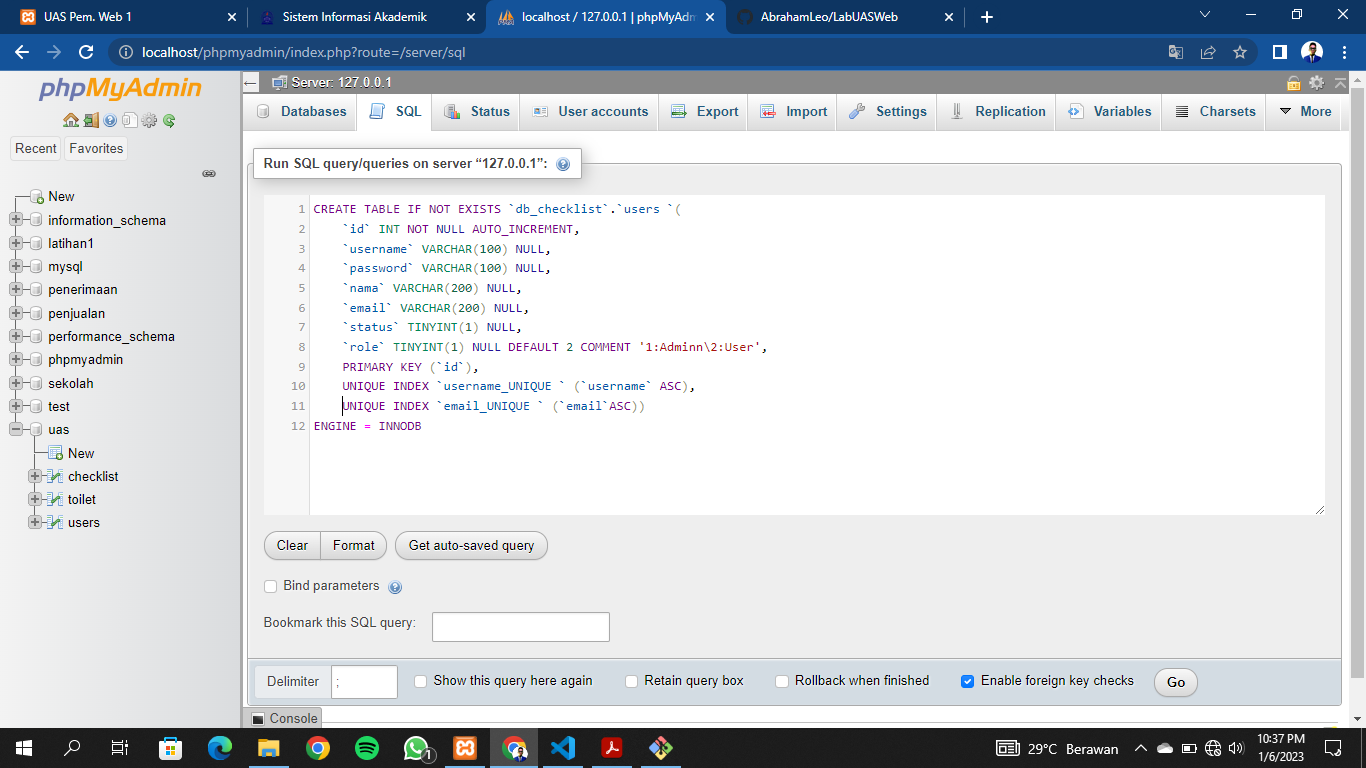 UAS Pem. Web 1
Sistem Informasi Akademik
localhost / 127.0.0.1 | phpMyAdm
AbrahamLeo/LabUASWeb
localhost/phpmyadmin/index.php?route=/server/sql
phpMyAdmin
Recent
Favorites
New
information_schema
latihan1
mysql
penerimaan
penjualan
performance_schema
phpmyadmin
sekolah
test
uas
New
checklist
toilet
users
Server: 127.0.0.1
Databases
SQL
Status
User accounts
Export
Import
Settings
Replication
Variables
Charsets
More
Run SQL query/queries on server “127.0.0.1”:
1 CREATE TABLE IF NOT EXISTS `db_checklist`.`users `(
2 `id` INT NOT NULL AUTO_INCREMENT,
3 `username` VARCHAR(100) NULL,
4 `password` VARCHAR(100) NULL,
5 `nama` VARCHAR(200) NULL,
6 `email` VARCHAR(200) NULL,
7 `status` TINYINT(1) NULL,
8 `role` TINYINT(1) NULL DEFAULT 2 COMMENT '1:Adminn\2:User',
9 PRIMARY KEY (`id`),
10 UNIQUE INDEX `username_UNIQUE ` (`username` ASC),
11 UNIQUE INDEX `email_UNIQUE ` (`email`ASC))
12 ENGINE = INNODB
Clear
Format
Get auto-saved query
Bind parameters
Bookmark this SQL query:
Delimiter
;
Show this query here again
Retain query box
Rollback when finished
Enable foreign key checks
Go
Console
1
29°C Berawan
10:37 PM
1/6/2023